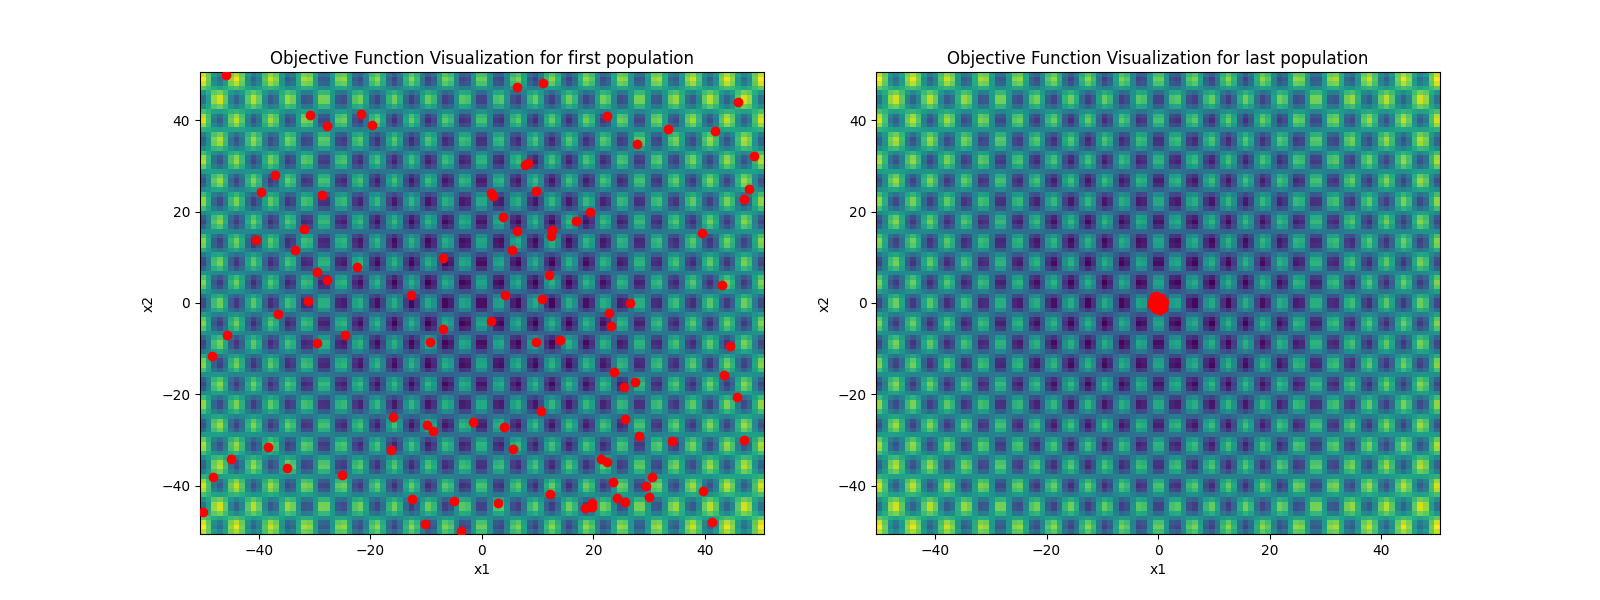 Objective Function Visualization for first population
40
20
0
−20
−40
x2
−40 −20 0 20 40
x1
Objective Function Visualization for last population
40
20
0
−20
−40
x2
−40 −20 0 20 40
x1